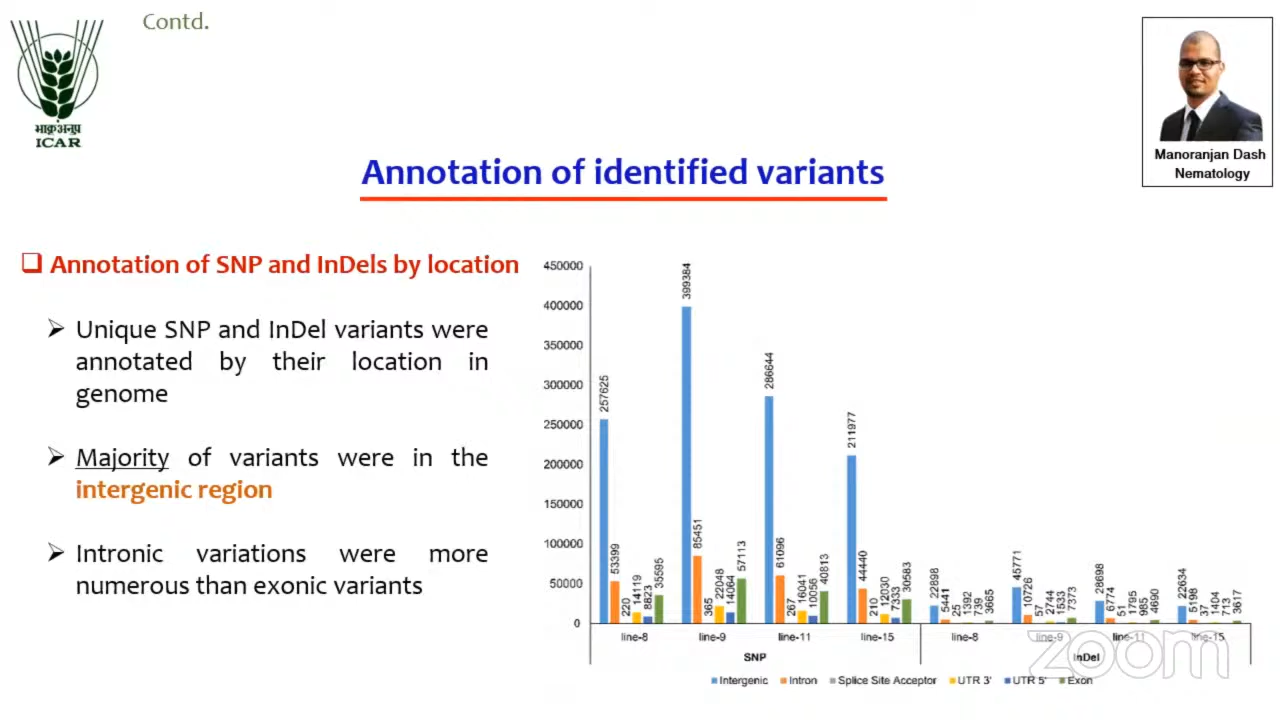 Contd.
भाकृअनुप
ICAR
Manoranjan Dash
Nematology
Annotation of identified variants
Annotation of SNP and InDels by location
Unique SNP and InDel variants were
annotated by their location in
genome
Majority of variants were in the
intergenic region
Intronic variations were more
numerous than exonic variants
450000
400000
350000
300000
250000
200000
150000
100000
50000
0
257625 53399 220 14119 8823 35595
399384 85451 365 22048 14064 57113
286644 61096 267 16041 10056 40813
211977 44440 210 12030 7333 30583
22898 5441 25 1392 739 3665
45771 10726 57 2744 1533 7373
28698 6774 51 1795 985 4690
22634 5198 37 1404 713 3617
line-8 line-9 line-11 line-15 line-8 line-9 line-11 line-15
SNP InDel
Intergenic Intron Splice Site Acceptor UTR 3' UTR 5' Exon
zoom